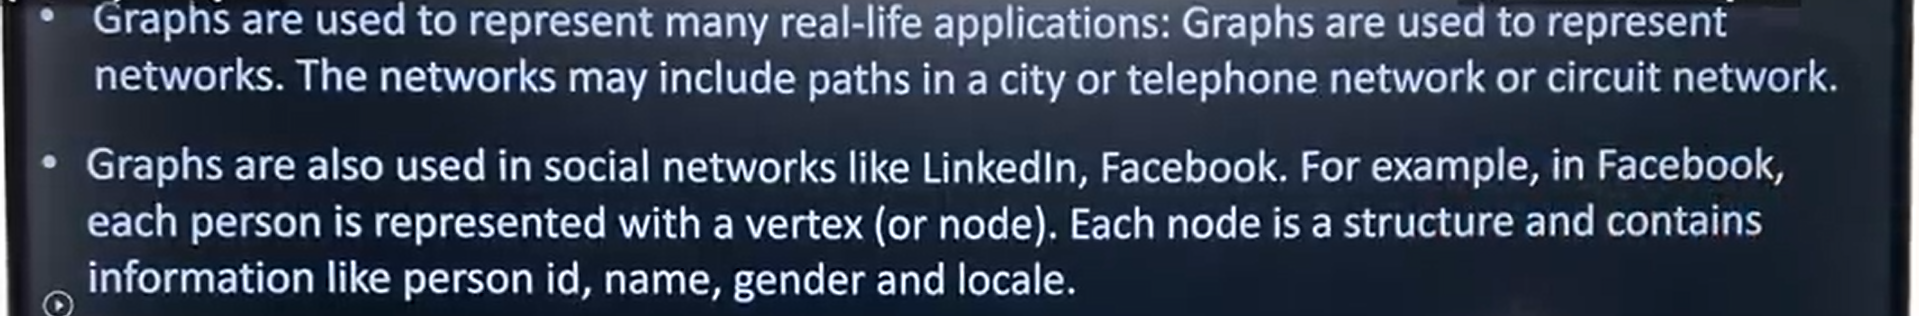 • Graphs are used to represent many real-life applications: Graphs are used to represent
networks. The networks may include paths in a city or telephone network or circuit network.
• Graphs are also used in social networks like LinkedIn, Facebook. For example, in Facebook,
each person is represented with a vertex (or node). Each node is a structure and contains
information like person id, name, gender and locale.